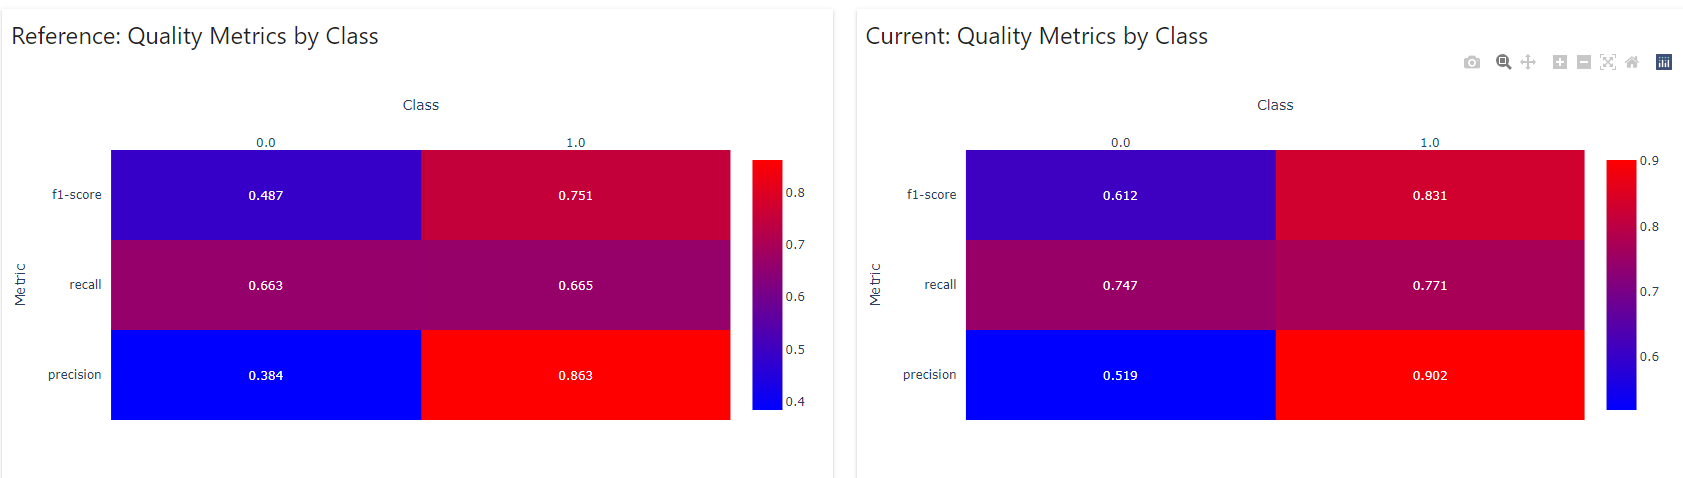 Reference: Quality Metrics by Class
Class
0.0 1.0
f1-score 0.487 0.751
recall 0.663 0.665
precision 0.384 0.863
Metric
0.8
0.7
0.6
0.5
0.4
Current: Quality Metrics by Class
Class
0.0 1.0
f1-score 0.612 0.831
recall 0.747 0.771
precision 0.519 0.902
Metric
0.9
0.8
0.7
0.6